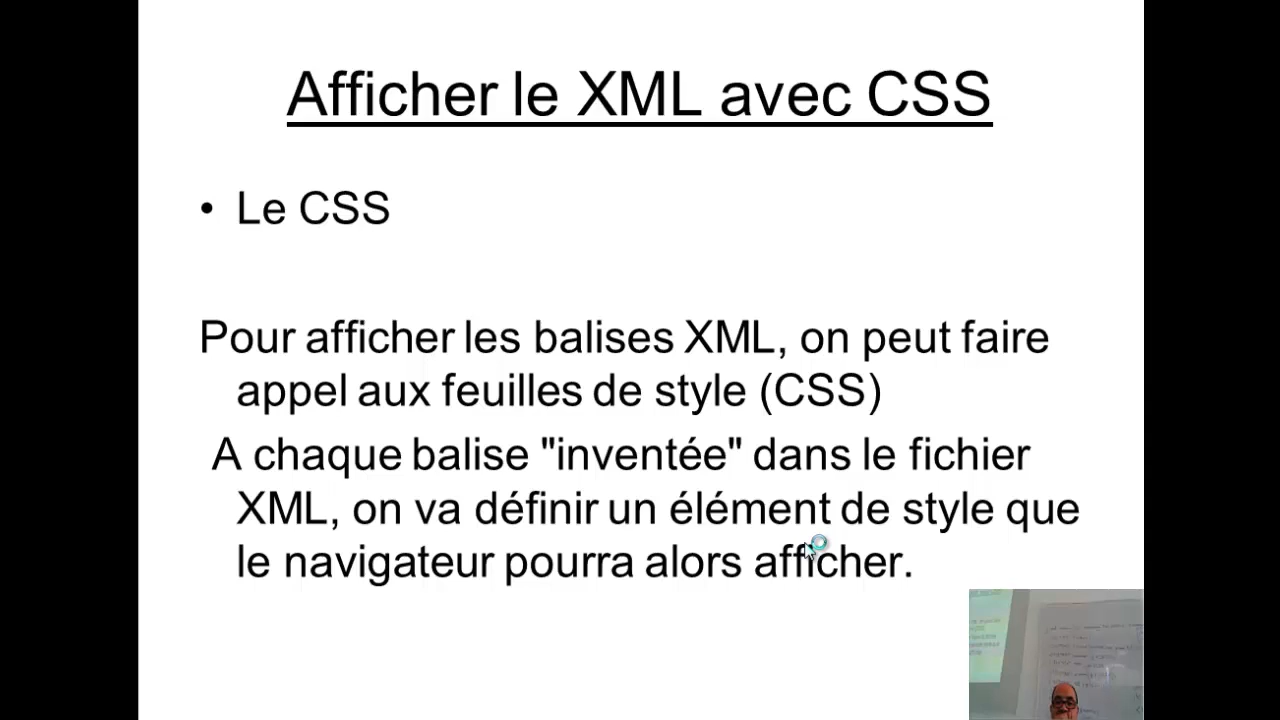 Afficher le XML avec CSS
• Le CSS
Pour afficher les balises XML, on peut faire
appel aux feuilles de style (CSS)
A chaque balise "inventée" dans le fichier
XML, on va définir un élément de style que
le navigateur pourra alors afficher.